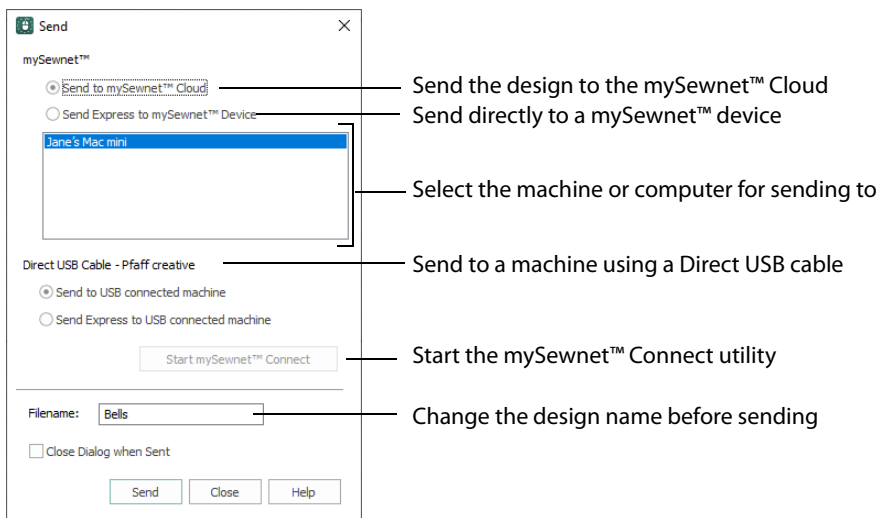 Send
mySewnet™
Send to mySewnet™ Cloud
Send the design to the mySewnet™ Cloud
Send Express to mySewnet™ Device
Send directly to a mySewnet™ device
Jane's Mac mini
Select the machine or computer for sending to
Direct USB Cable - Pfaff creative
Send to a machine using a Direct USB cable
Send to USB connected machine
Send Express to USB connected machine
Start mySewnet™ Connect
Start the mySewnet™ Connect utility
Filename: Bells
Change the design name before sending
Close Dialog when Sent
Send Close Help